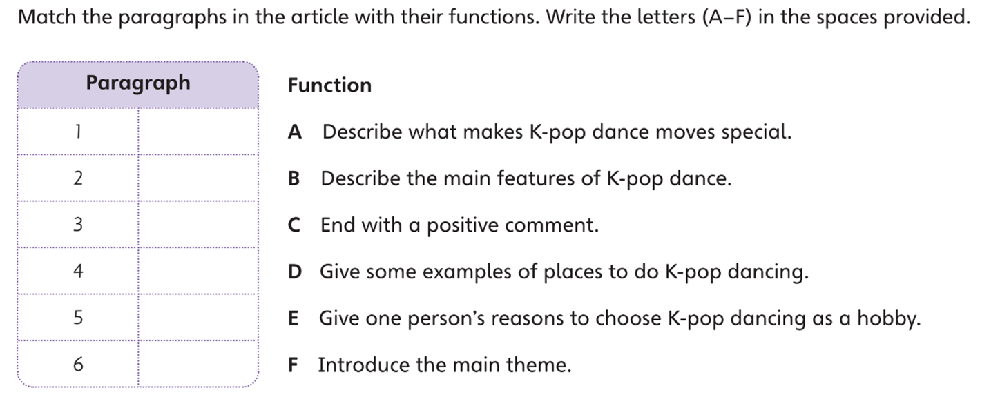 Match the paragraphs in the article with their functions. Write the letters (A–F) in the spaces provided.
Paragraph
1
2
3
4
5
6
Function
A Describe what makes K-pop dance moves special.
B Describe the main features of K-pop dance.
C End with a positive comment.
D Give some examples of places to do K-pop dancing.
E Give one person’s reasons to choose K-pop dancing as a hobby.
F Introduce the main theme.